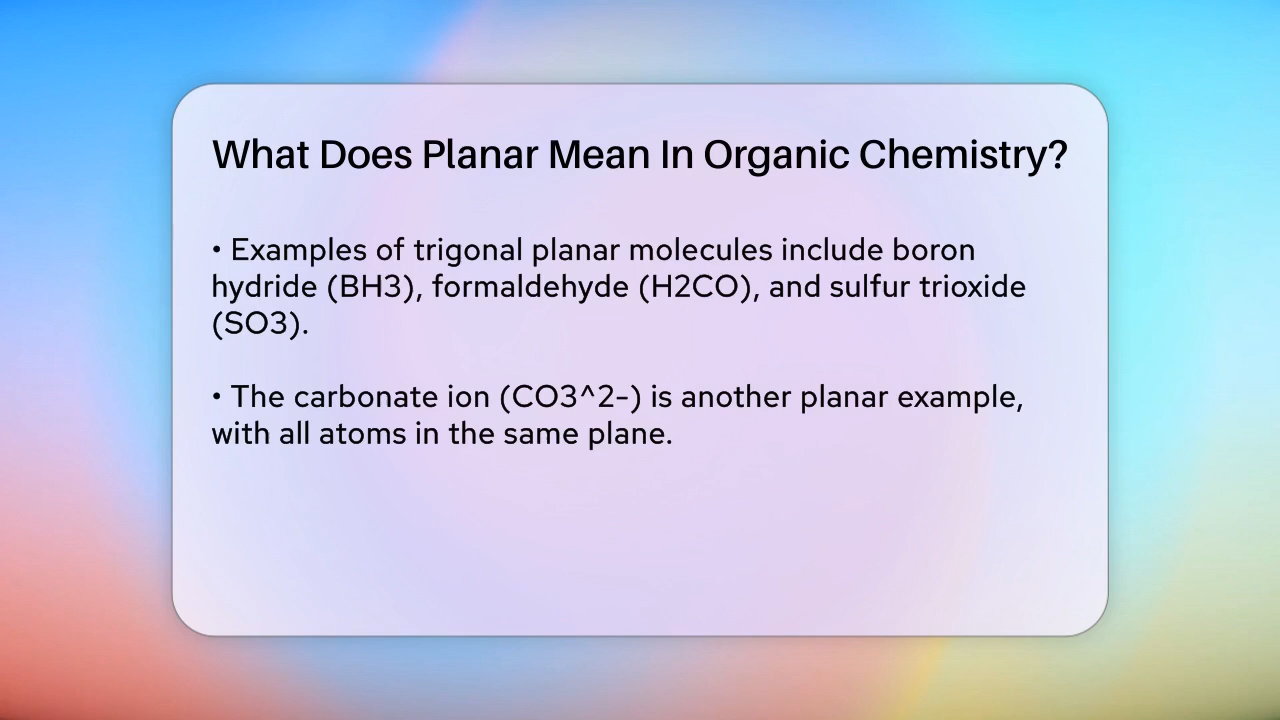 What Does Planar Mean In Organic Chemistry?
• Examples of trigonal planar molecules include boron
hydride (BH3), formaldehyde (H2CO), and sulfur trioxide
(SO3).
• The carbonate ion (CO3^2-) is another planar example,
with all atoms in the same plane.